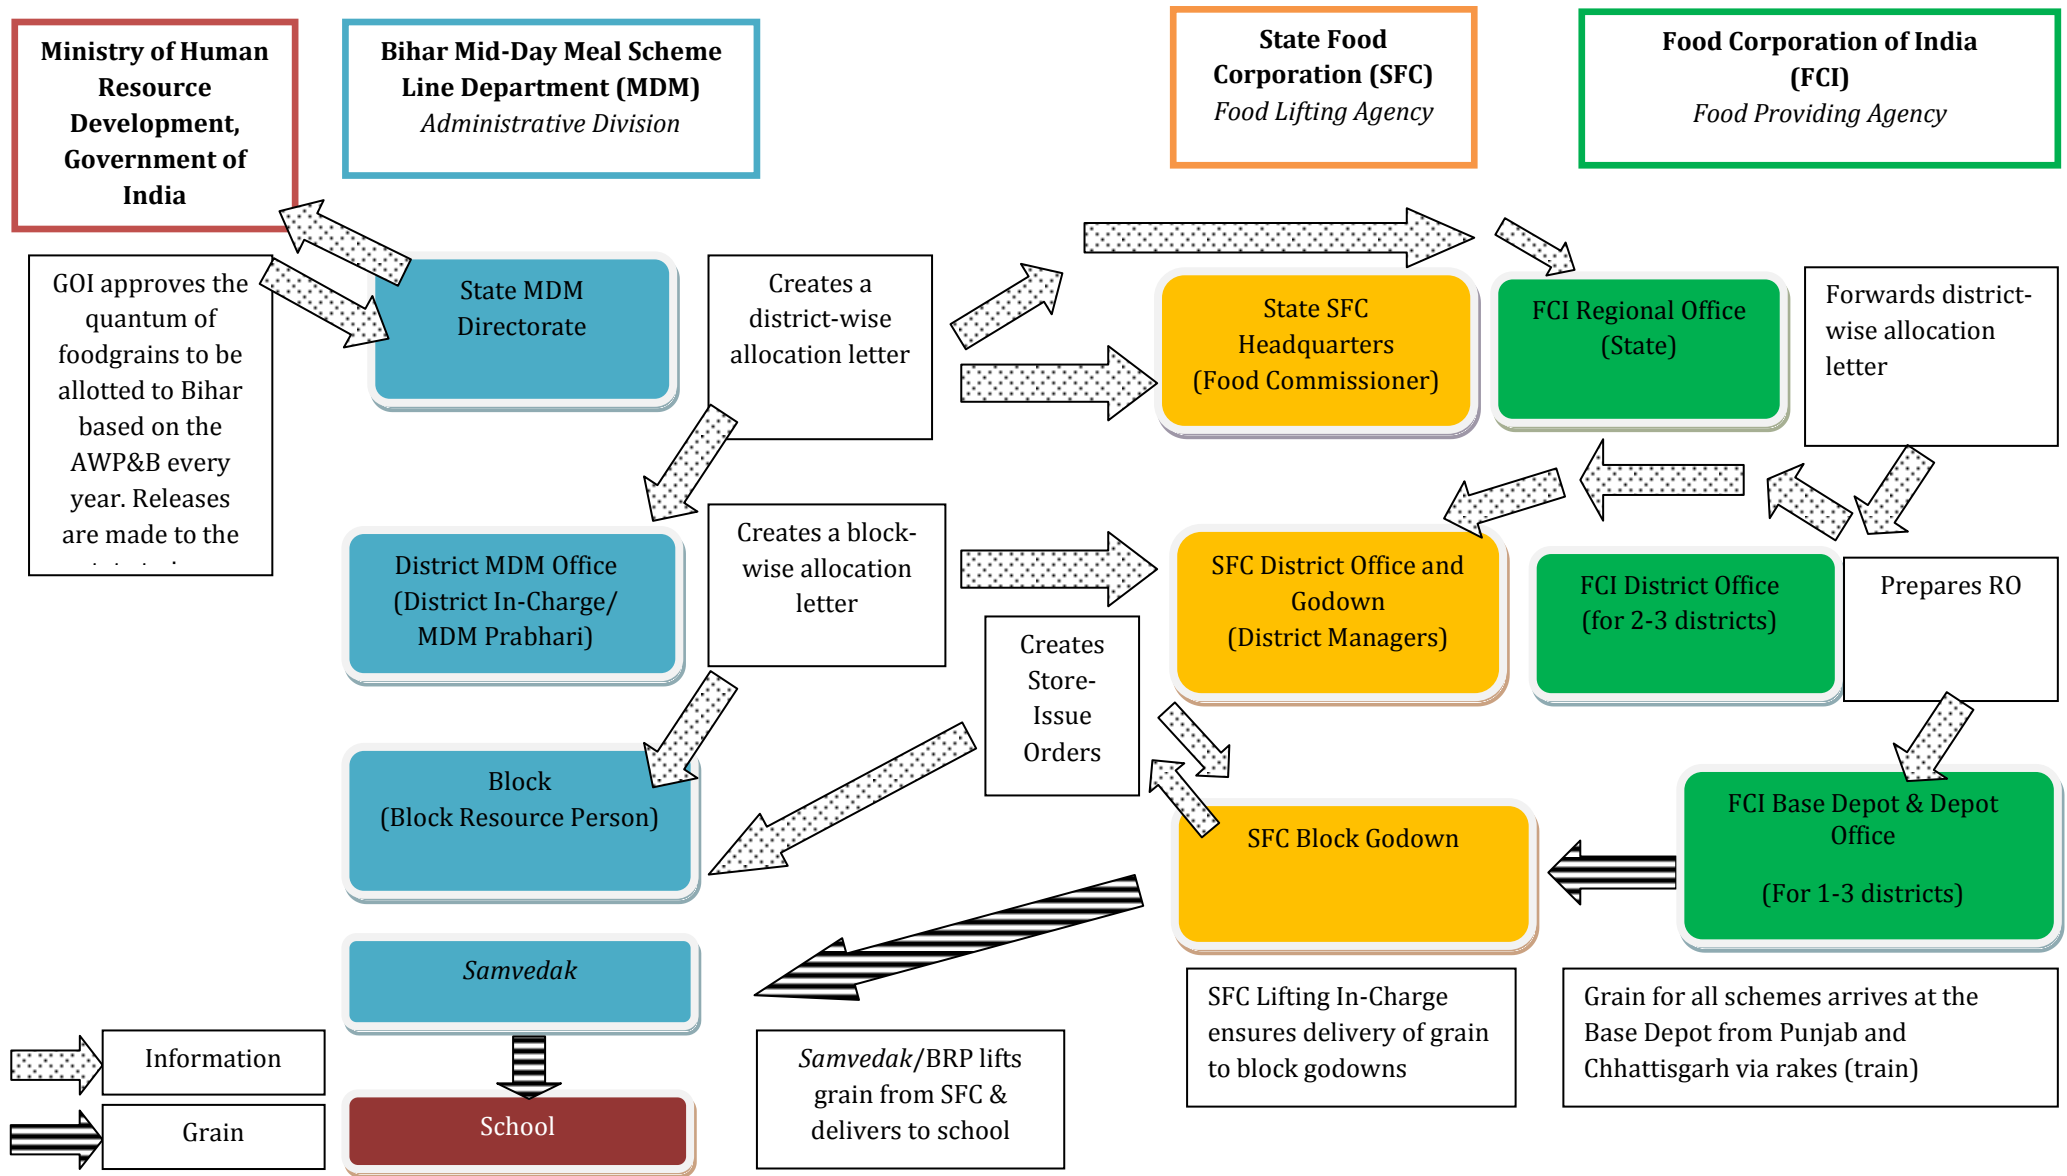 Ministry of Human
Resource
Development,
Government of
India
Bihar Mid-Day Meal Scheme
Line Department (MDM)
Administrative Division
State Food
Corporation (SFC)
Food Lifting Agency
Food Corporation of India
(FCI)
Food Providing Agency
GOI approves the
quantum of
foodgrains to be
allotted to Bihar
based on the
AWP&B every
year. Releases
are made to the
State MDM
Directorate
Creates a
district-wise
allocation letter
State SFC
Headquarters
(Food Commissioner)
FCI Regional Office
(State)
Forwards district-
wise allocation
letter
District MDM Office
(District In-Charge/
MDM Prabhari)
Creates a block-
wise allocation
letter
SFC District Office and
Godown
(District Managers)
FCI District Office
(for 2-3 districts)
Prepares RO
Creates
Store-
Issue
Orders
Block
(Block Resource Person)
SFC Block Godown
FCI Base Depot & Depot
Office
(For 1-3 districts)
Samvedak
SFC Lifting In-Charge
ensures delivery of grain
to block godowns
Grain for all schemes arrives at the
Base Depot from Punjab and
Chhattisgarh via rakes (train)
Information
Samvedak/BRP lifts
grain from SFC &
delivers to school
Grain
School